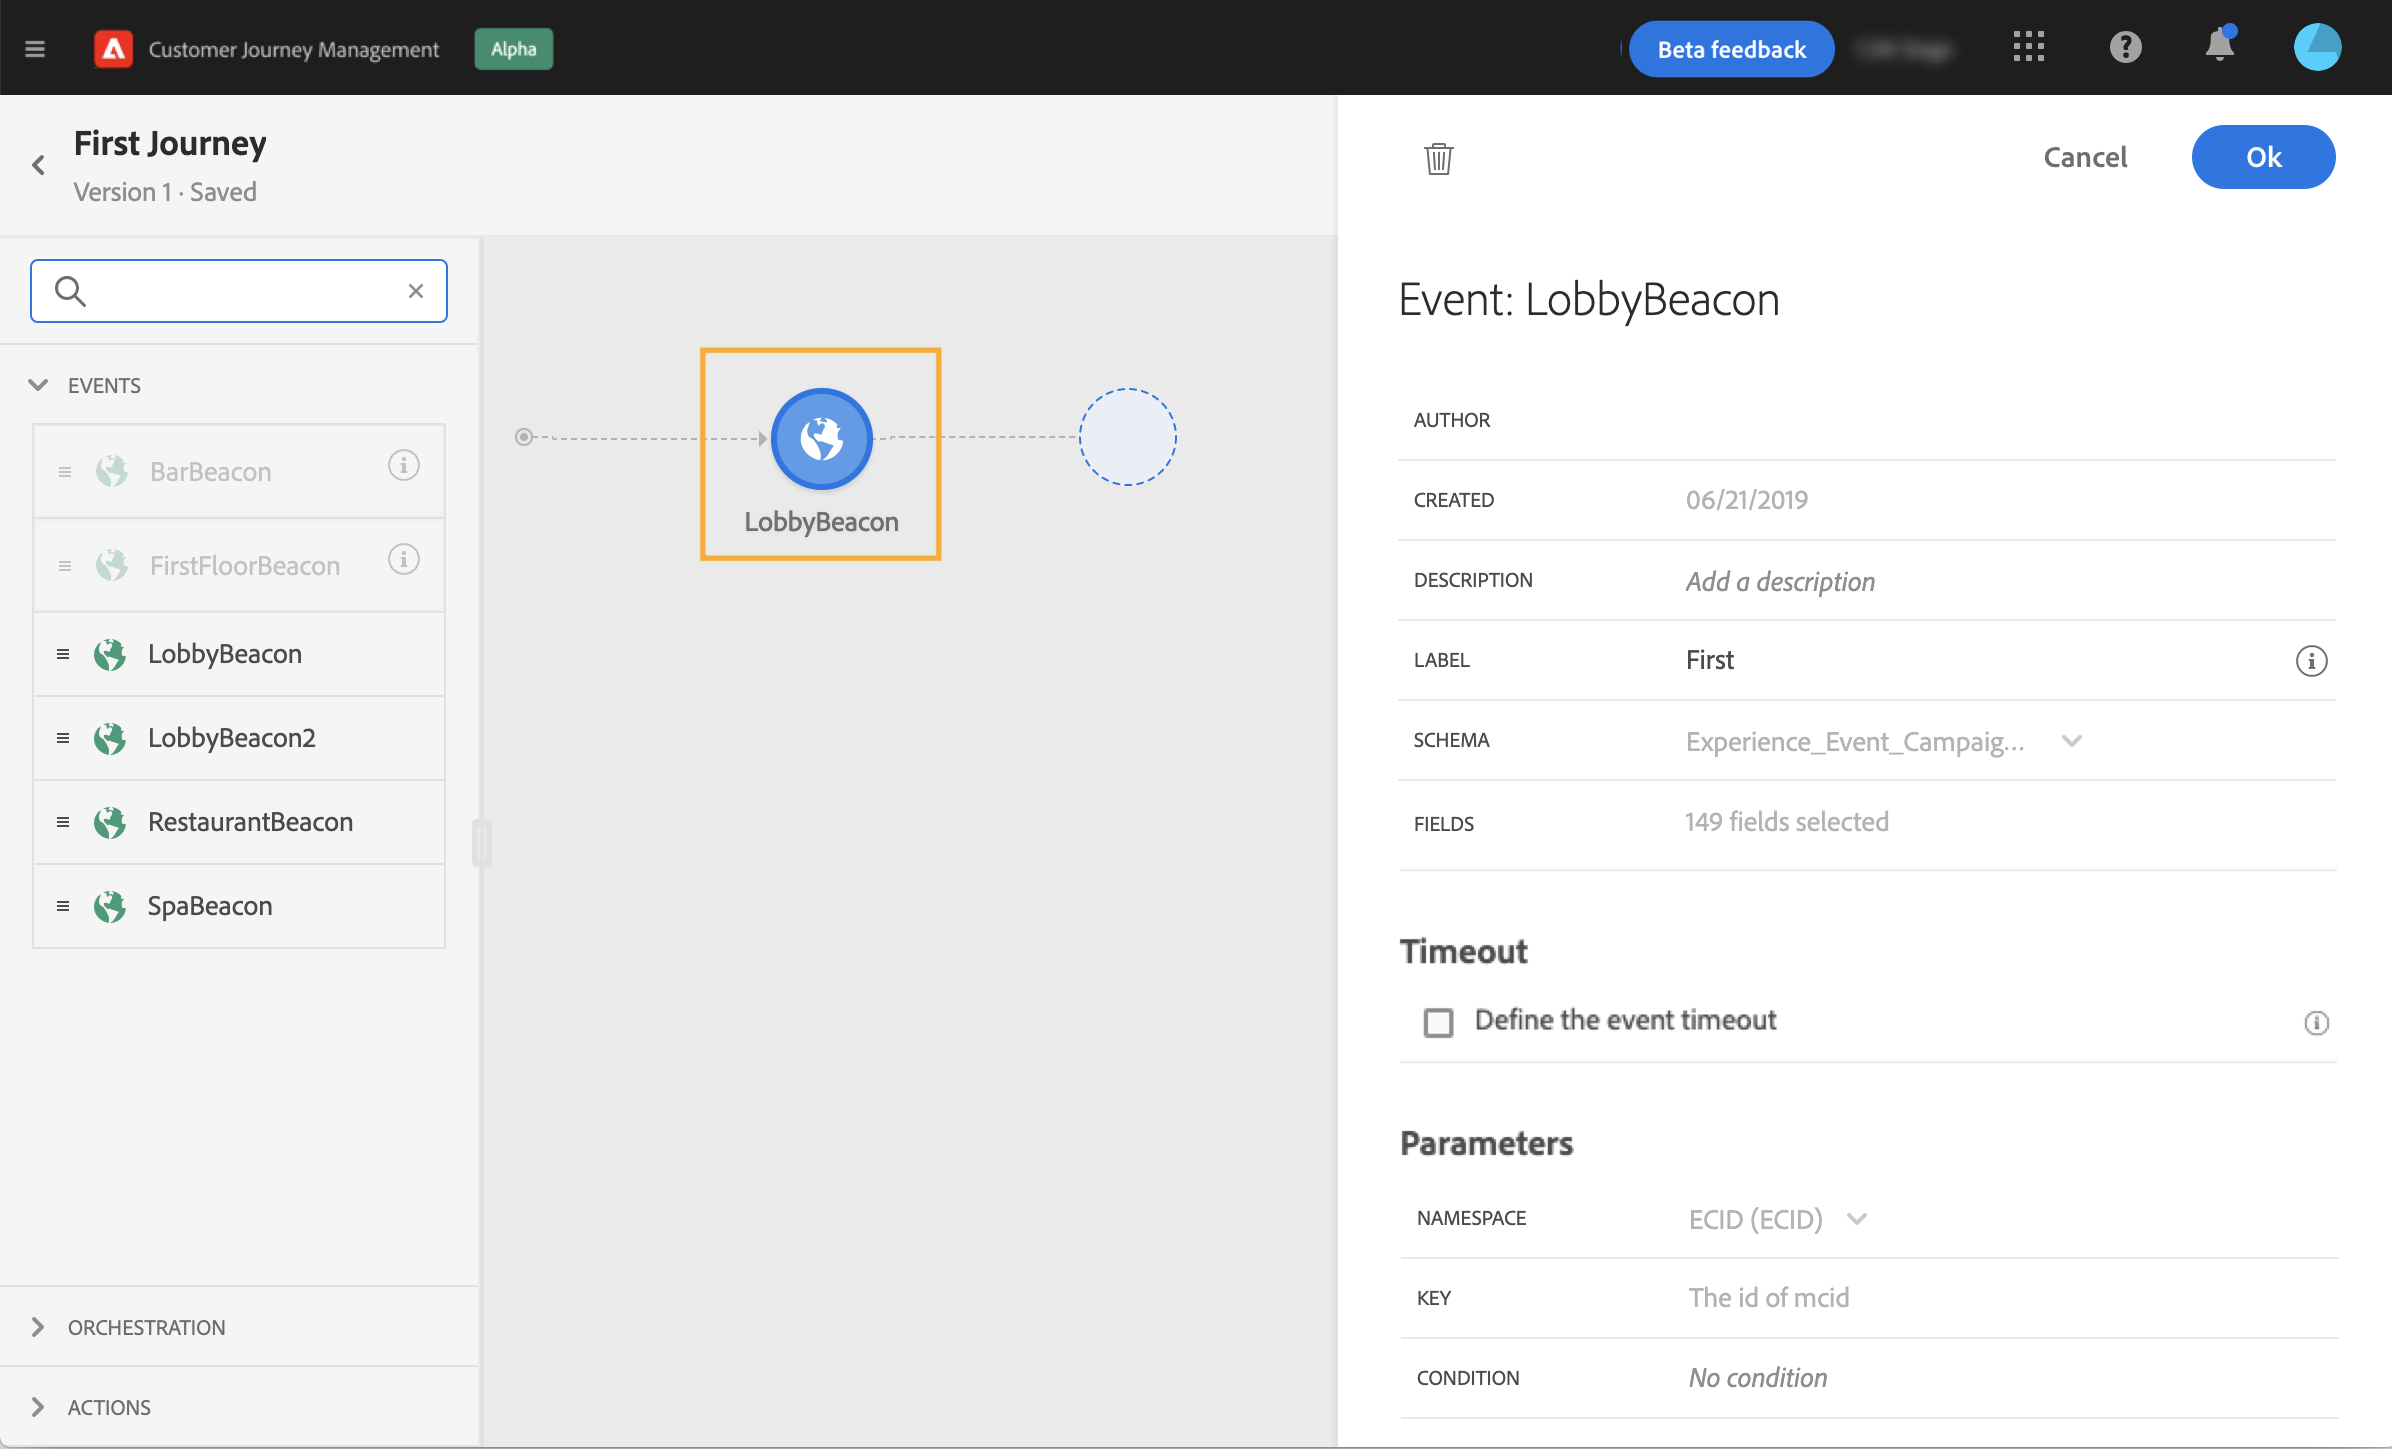 Customer Journey Management
Alpha
Beta feedback
First Journey
Version 1 · Saved
Cancel
Ok
EVENTS
BarBeacon
FirstFloorBeacon
LobbyBeacon
LobbyBeacon2
RestaurantBeacon
SpaBeacon
ORCHESTRATION
ACTIONS
LobbyBeacon
Event: LobbyBeacon
AUTHOR
CREATED 06/21/2019
DESCRIPTION Add a description
LABEL First
SCHEMA Experience_Event_Campaig...
FIELDS 149 fields selected
Timeout
Define the event timeout
Parameters
NAMESPACE ECID (ECID)
KEY The id of mcid
CONDITION No condition